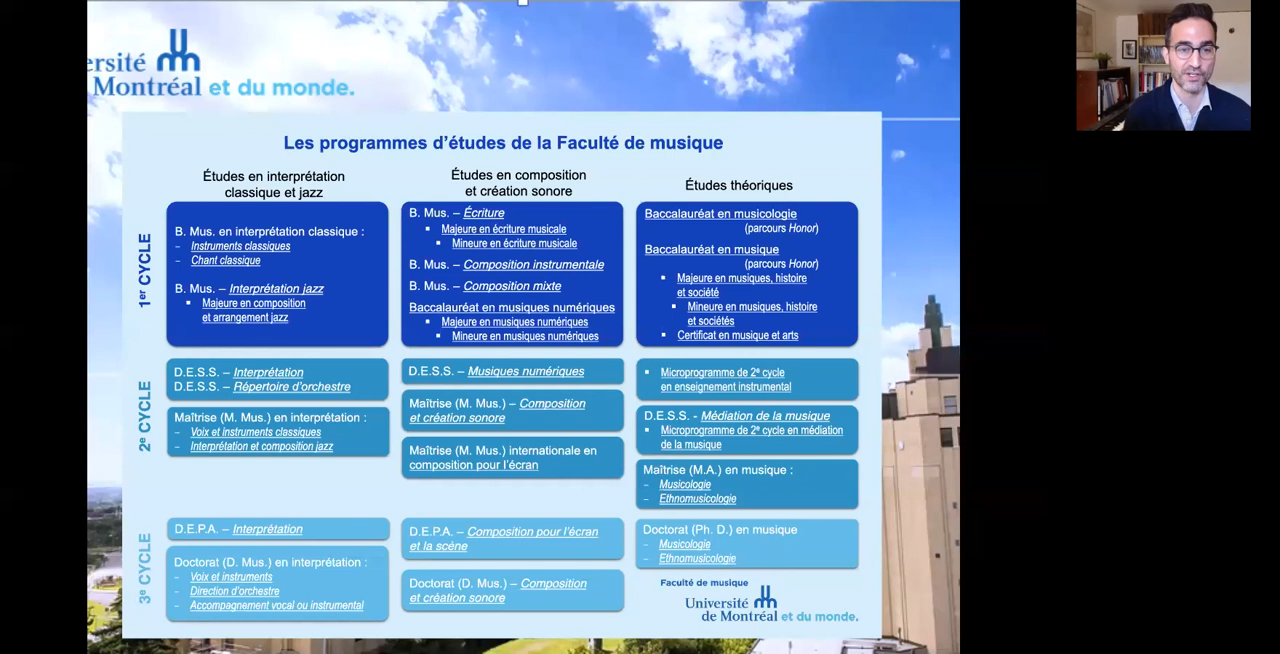 ersité
Montréal et du monde.
Les programmes d'études de la Faculté de musique
Études en interprétation
classique et jazz
Études en composition
et création sonore
Études théoriques
1er CYCLE
B. Mus. en interprétation classique :
- Instruments classiques
- Chant classique
B. Mus. – Interprétation jazz
▪ Majeure en composition
et arrangement jazz
B. Mus. – Écriture
▪ Majeure en écriture musicale
▪ Mineure en écriture musicale
B. Mus. – Composition instrumentale
B. Mus. – Composition mixte
Baccalauréat en musiques numériques
▪ Majeure en musiques numériques
▪ Mineure en musiques numériques
Baccalauréat en musicologie
(parcours Honor)
Baccalauréat en musique
(parcours Honor)
▪ Majeure en musiques, histoire
et société
▪ Mineure en musiques, histoire
et sociétés
▪ Certificat en musique et arts
2e CYCLE
D.E.S.S. – Interprétation
D.E.S.S. – Répertoire d'orchestre
Maîtrise (M. Mus.) en interprétation :
- Voix et instruments classiques
- Interprétation et composition jazz
D.E.S.S. – Musiques numériques
Maîtrise (M. Mus.) – Composition
et création sonore
Maîtrise (M. Mus.) internationale en
composition pour l'écran
▪ Microprogramme de 2e cycle
en enseignement instrumental
D.E.S.S. - Médiation de la musique
▪ Microprogramme de 2e cycle en médiation
de la musique
Maîtrise (M.A.) en musique :
- Musicologie
- Ethnomusicologie
3e CYCLE
D.E.P.A. – Interprétation
Doctorat (D. Mus.) en interprétation :
- Voix et instruments
- Direction d'orchestre
- Accompagnement vocal ou instrumental
D.E.P.A. – Composition pour l'écran
et la scène
Doctorat (D. Mus.) – Composition
et création sonore
Doctorat (Ph. D.) en musique
- Musicologie
- Ethnomusicologie
Faculté de musique
Université
de Montréal et du monde.